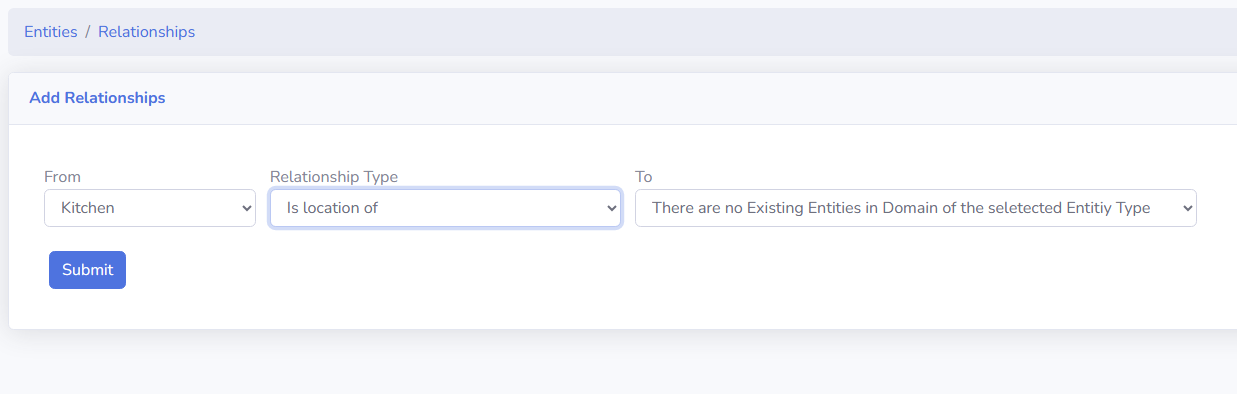 Entities / Relationships
Add Relationships
From Relationship Type To
Kitchen Is location of There are no Existing Entities in Domain of the seletected Entitiy Type
Submit